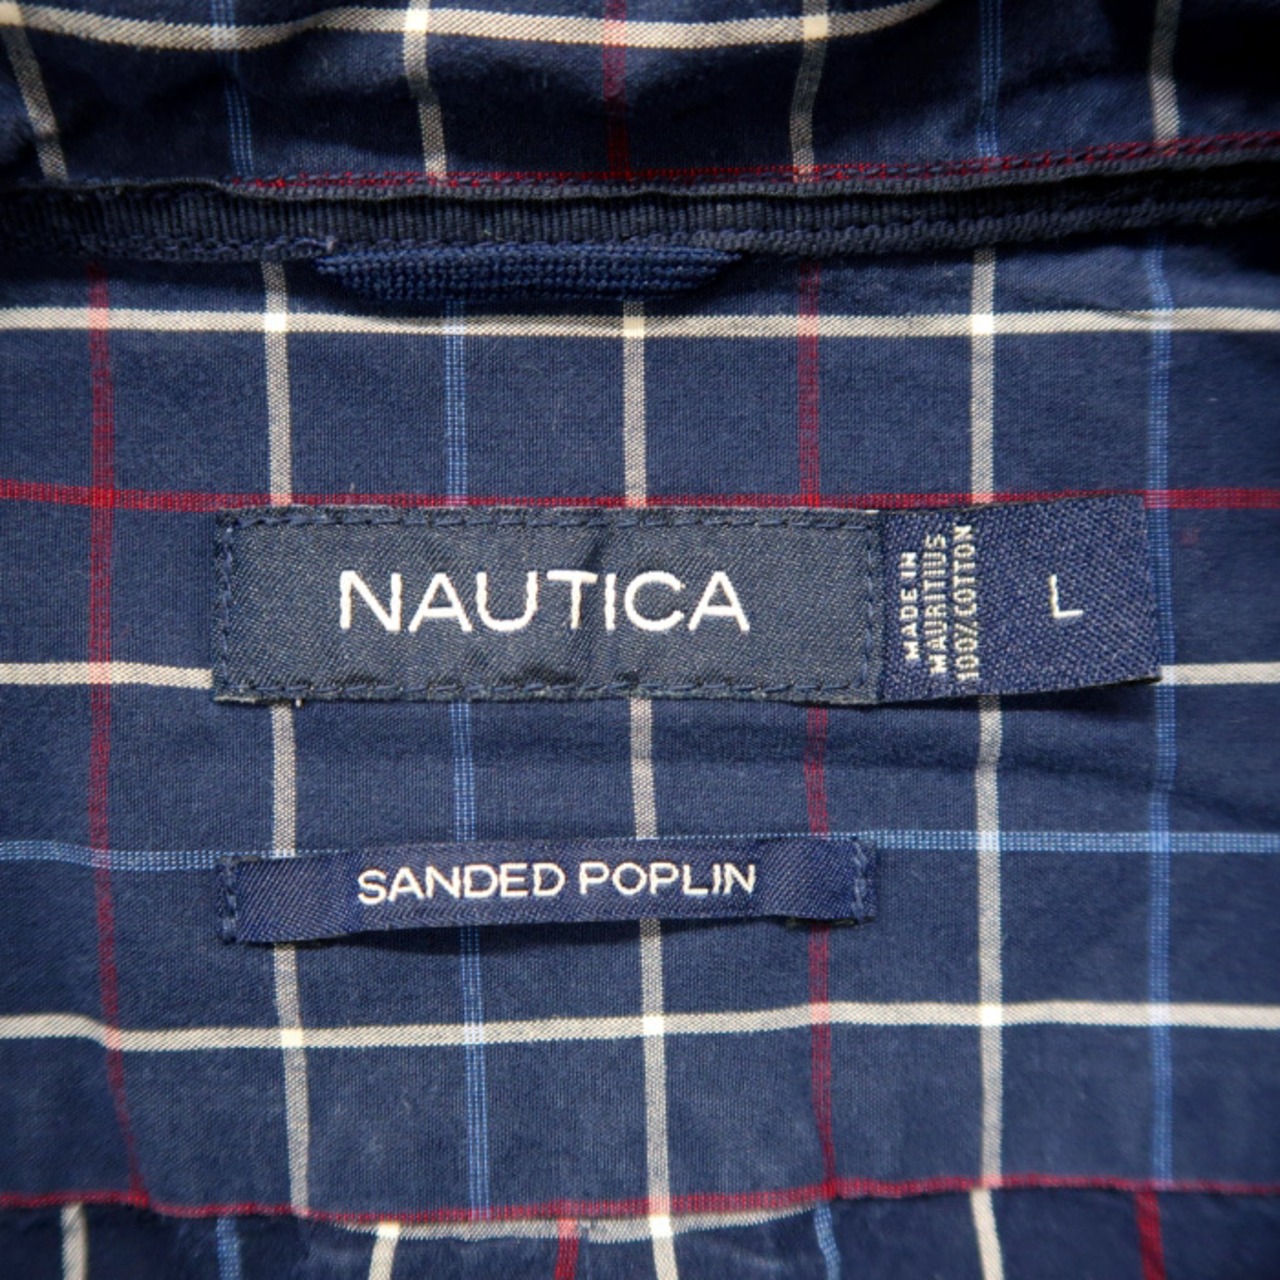 NAUTICA
MADE IN
MAURITIUS
100% COTTON
L
SANDED POPLIN